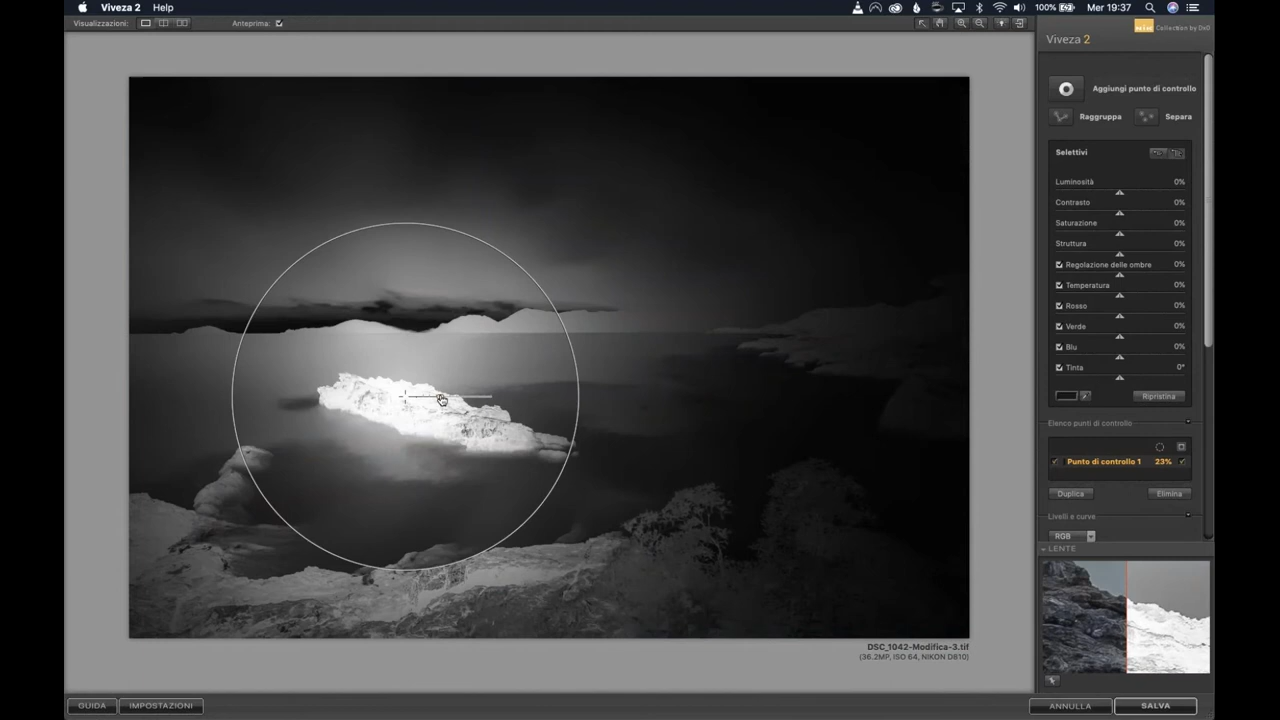 Viveza 2 Help 100% Mer 19:37
Visualizzazioni: Anteprima:
Collection by DxO
Viveza 2
Aggiungi punto di controllo
Raggruppa Separa
Selettivi
Luminosità 0%
Contrasto 0%
Saturazione 0%
Struttura 0%
Regolazione delle ombre 0%
Temperatura 0%
Rosso 0%
Verde 0%
Blu 0%
Tinta 0°
Ripristina
Elenco punti di controllo
Punto di controllo 1 23%
Duplica Elimina
Livelli e curve
RGB
LENTE
DSC_1042-Modifica-3.tif
(36.2MP, ISO 64, NIKON D810)
GUIDA IMPOSTAZIONI ANNULLA SALVA